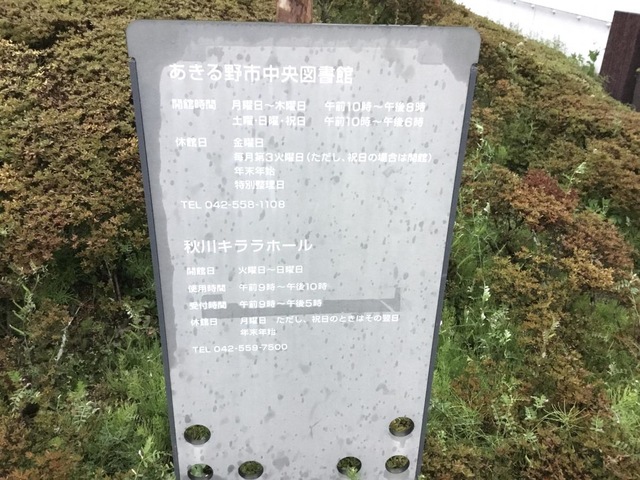 あきる野市中央図書館
開館時間 月曜日～木曜日 午前10時～午後8時
土曜・日曜・祝日 午前10時～午後6時
休館日 金曜日
毎月第3火曜日（ただし、祝日の場合は開館）
年末年始
特別整理日
TEL 042-558-1108
秋川キララホール
開館日 火曜日～日曜日
使用時間 午前9時～午後10時
受付時間 午前9時～午後5時
休館日 月曜日 ただし、祝日のときはその翌日
年末年始
TEL 042-559-7500